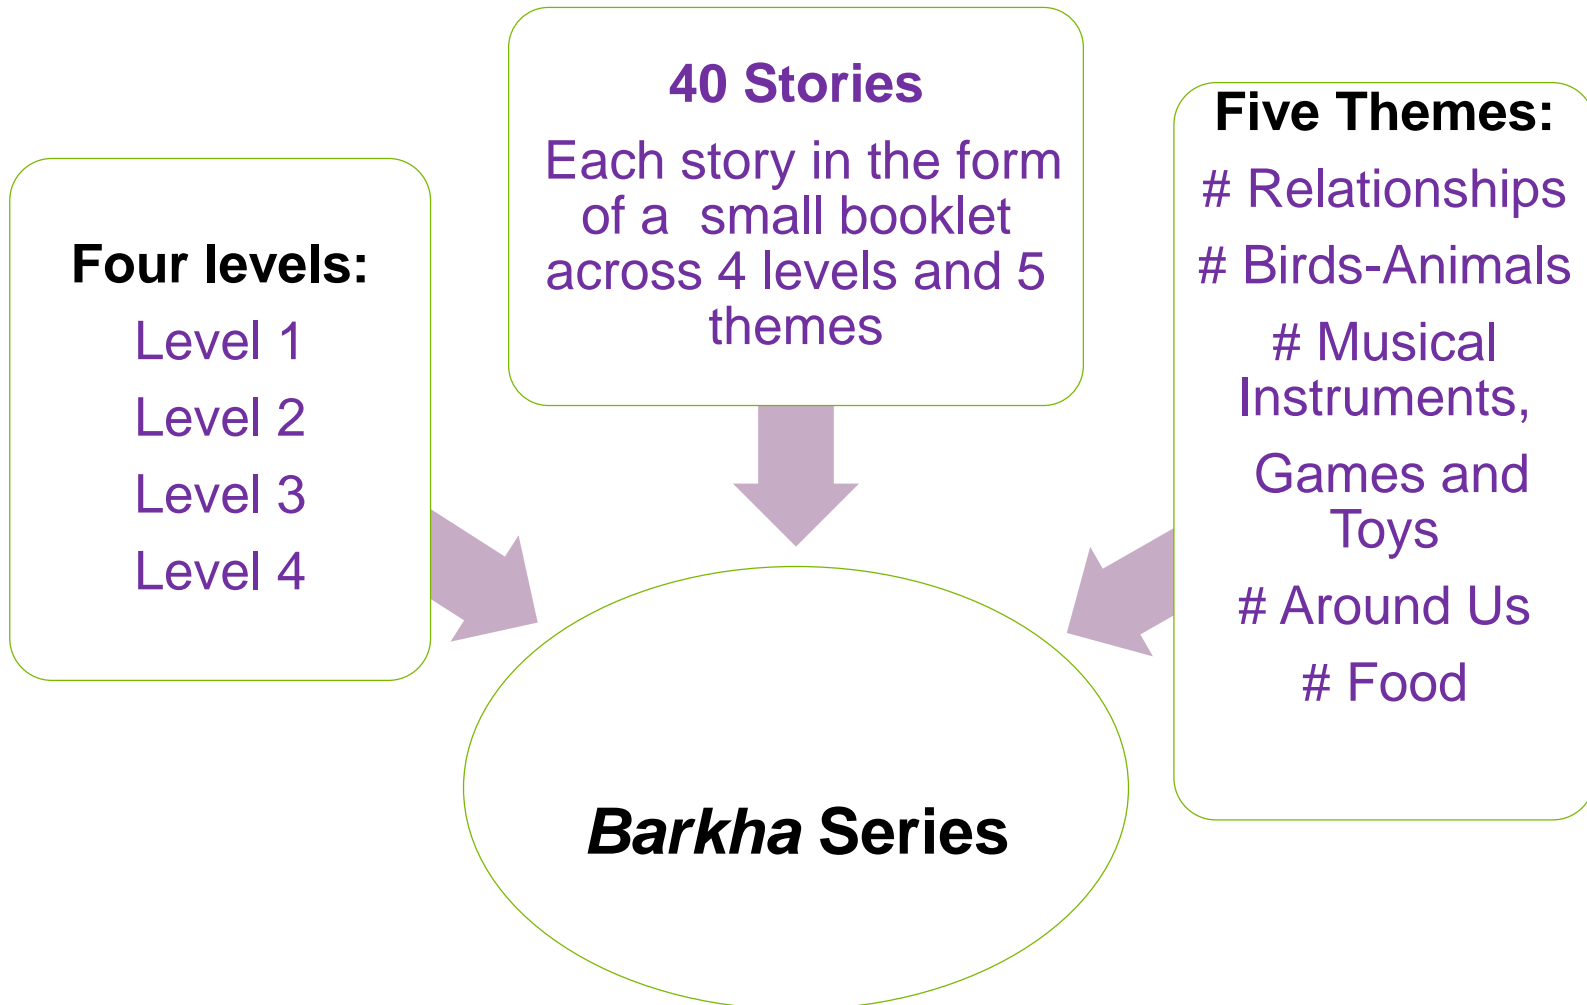 Four levels:
Level 1
Level 2
Level 3
Level 4
40 Stories
Each story in the form
of a small booklet
across 4 levels and 5
themes
Five Themes:
# Relationships
# Birds-Animals
# Musical
Instruments,
Games and
Toys
# Around Us
# Food
Barkha Series